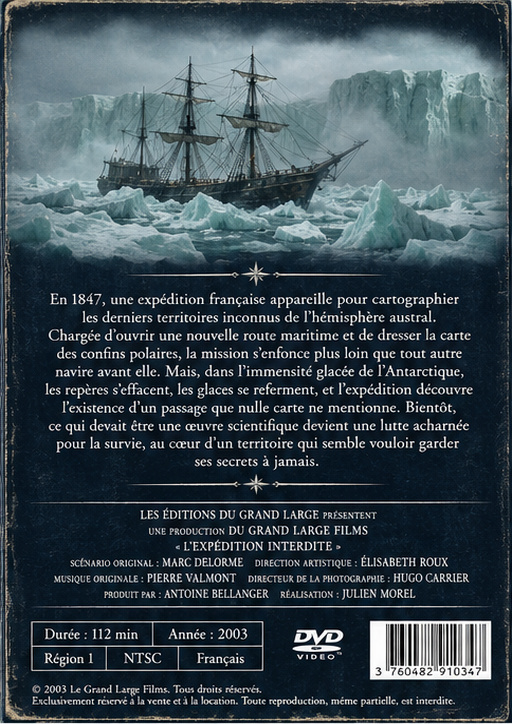 En 1847, une expédition française appareille pour cartographier
les derniers territoires inconnus de l'hémisphère austral.
Chargée d'ouvrir une nouvelle route maritime et de dresser la carte
des confins polaires, la mission s'enfonce plus loin que tout autre
navire avant elle. Mais, dans l'immensité glacée de l'Antarctique,
les repères s'effacent, les glaces se referment, et l'expédition découvre
l'existence d'un passage que nulle carte ne mentionne. Bientôt,
ce qui devait être une œuvre scientifique devient une lutte acharnée
pour la survie, au cœur d'un territoire qui semble vouloir garder
ses secrets à jamais.
LES ÉDITIONS DU GRAND LARGE PRÉSENTENT
UNE PRODUCTION DU GRAND LARGE FILMS
« L'EXPÉDITION INTERDITE »
SCÉNARIO ORIGINAL : MARC DELORME DIRECTION ARTISTIQUE : ÉLISABETH ROUX
MUSIQUE ORIGINALE : PIERRE VALMONT DIRECTEUR DE LA PHOTOGRAPHIE : HUGO CARRIER
PRODUIT PAR : ANTOINE BELLANGER RÉALISATION : JULIEN MOREL
Durée : 112 min Année : 2003
Région 1 NTSC Français
DVD
VIDEO™
3 760482 910347
© 2003 Le Grand Large Films. Tous droits réservés.
Exclusivement réservé à la vente et à la location. Toute reproduction, même partielle, est interdite.